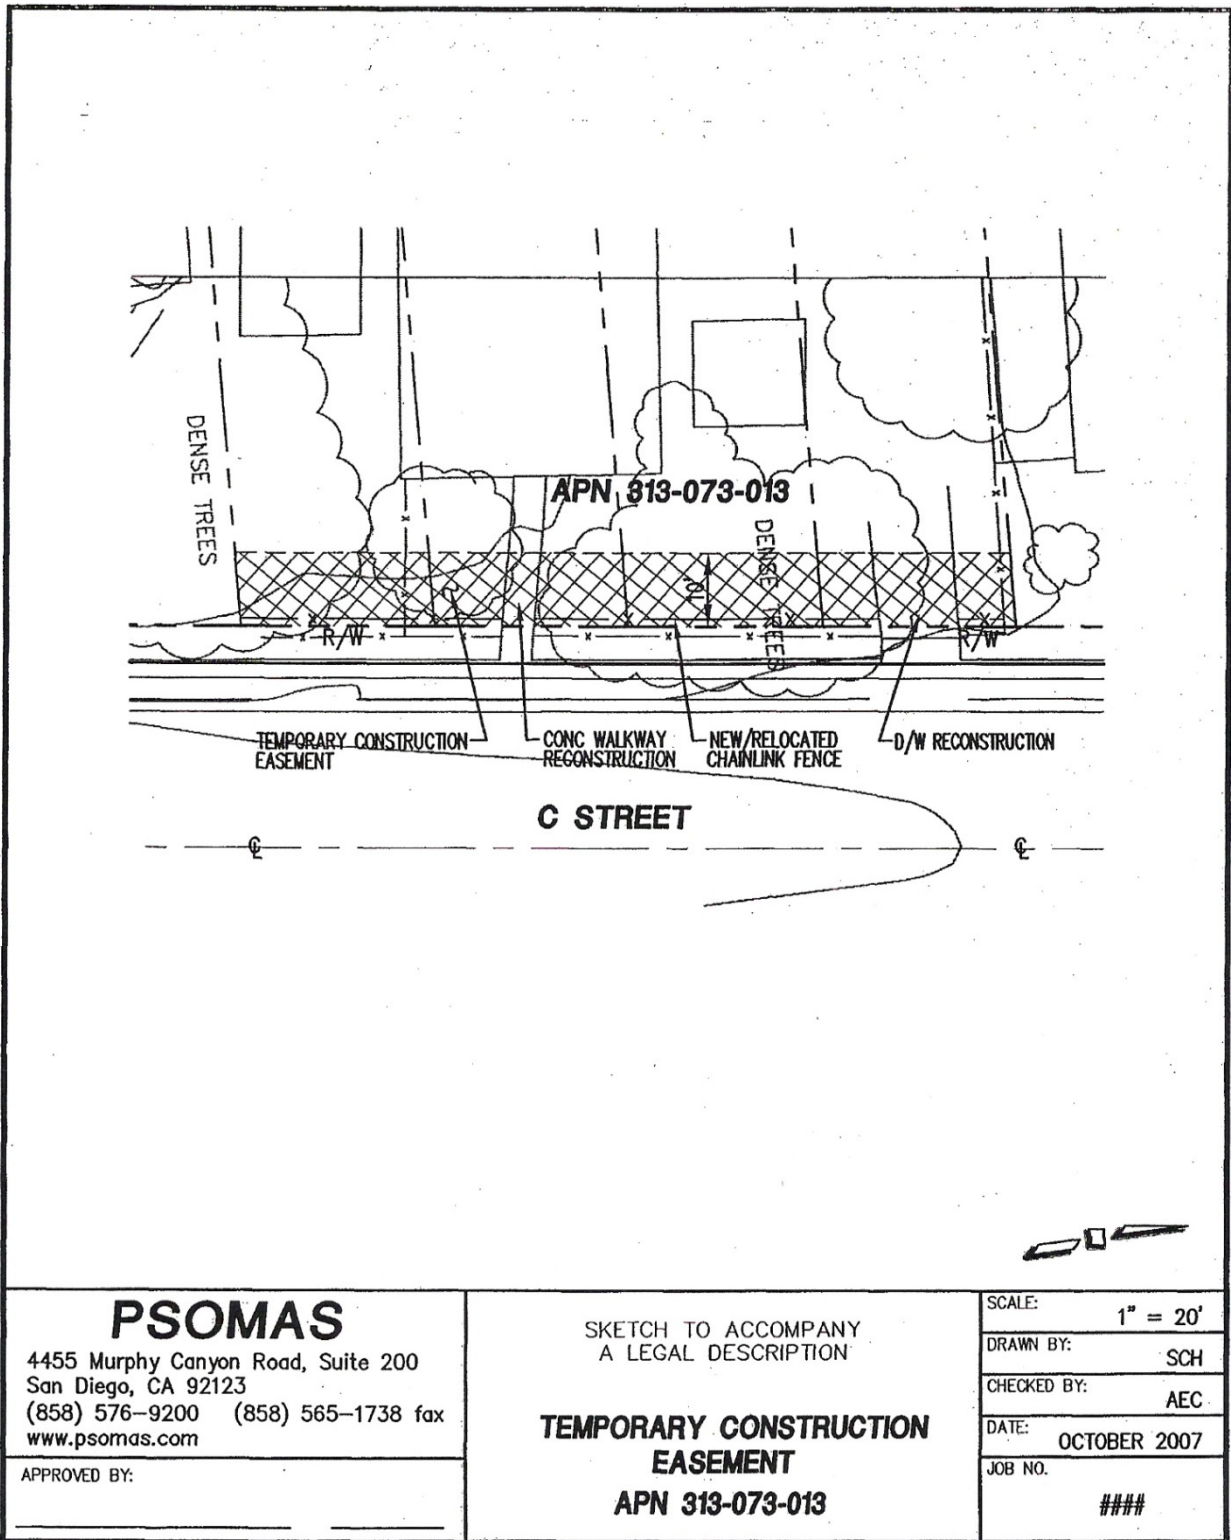 DENSE TREES
APN 313-073-013
DENSE TREES
10'
R/W
R/W
TEMPORARY CONSTRUCTION
EASEMENT
CONC WALKWAY
RECONSTRUCTION
NEW/RELOCATED
CHAINLINK FENCE
D/W RECONSTRUCTION
C STREET
℄
℄
PSOMAS
4455 Murphy Canyon Road, Suite 200
San Diego, CA 92123
(858) 576-9200 (858) 565-1738 fax
www.psomas.com
APPROVED BY:
SKETCH TO ACCOMPANY
A LEGAL DESCRIPTION
TEMPORARY CONSTRUCTION
EASEMENT
APN 313-073-013
SCALE: 1" = 20'
DRAWN BY: SCH
CHECKED BY: AEC
DATE: OCTOBER 2007
JOB NO.
####